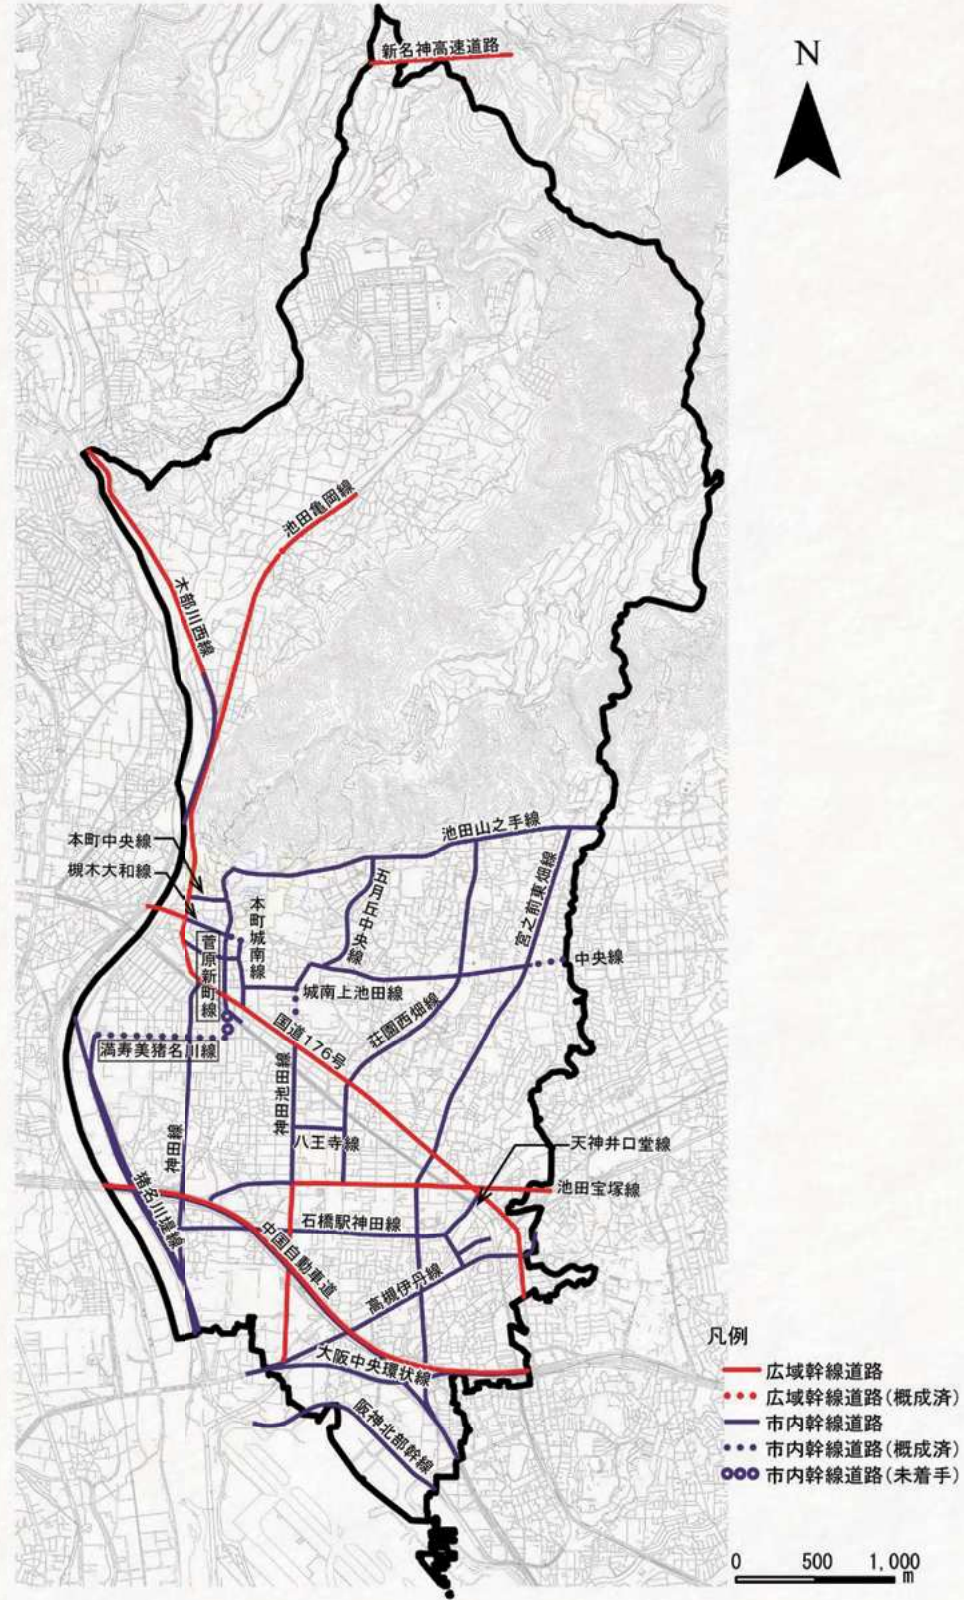 新名神高速道路
N
池田亀岡線
木部川西線
池田山之手線
本町中央線
槻木大和線
五月丘中央線
宮之前東畑線
本町城南線
菅原新町線
中央線
城南上池田線
荘園西畑線
国道176号
満寿美猪名川線
神田池田線
神田線
八王寺線
天神井口堂線
池田宝塚線
猪名川堤線
石橋駅神田線
中国自動車道
高槻伊丹線
大阪中央環状線
阪神北部幹線
凡例
広域幹線道路
広域幹線道路(概成済)
市内幹線道路
市内幹線道路(概成済)
市内幹線道路(未着手)
0 500 1,000
m